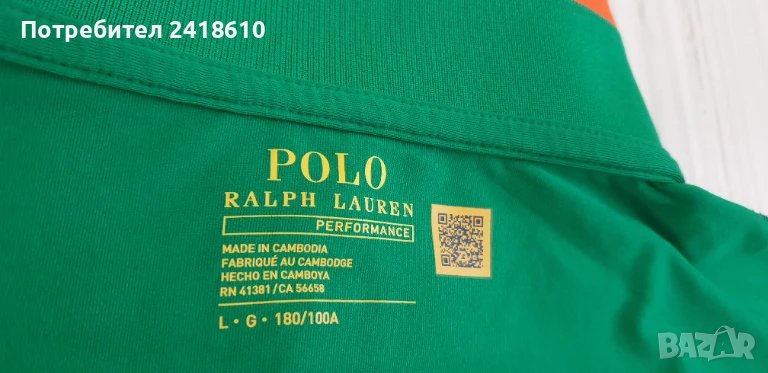 Потребител 2418610
POLO
RALPH LAUREN
PERFORMANCE
MADE IN CAMBODIA
FABRIQUÉ AU CAMBODGE
HECHO EN CAMBOYA
RN 41381/CA 56658
L • G • 180/100A
BAZAR